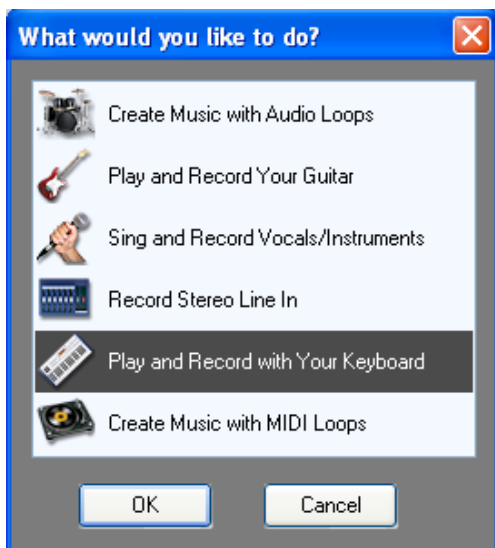 What would you like to do?
Create Music with Audio Loops
Play and Record Your Guitar
Sing and Record Vocals/Instruments
Record Stereo Line In
Play and Record with Your Keyboard
Create Music with MIDI Loops
OK
Cancel